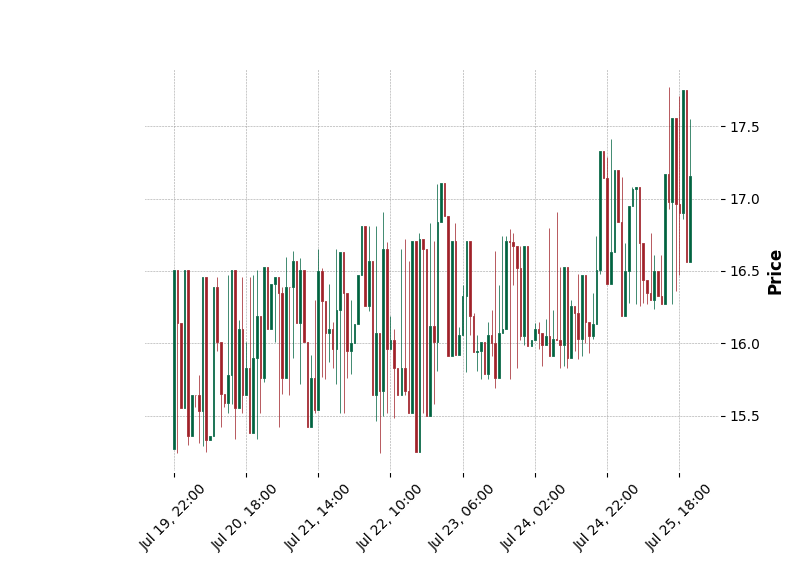 17.5
17.0
16.5
16.0
15.5
Price
Jul 19, 22:00
Jul 20, 18:00
Jul 21, 14:00
Jul 22, 10:00
Jul 23, 06:00
Jul 24, 02:00
Jul 24, 22:00
Jul 25, 18:00